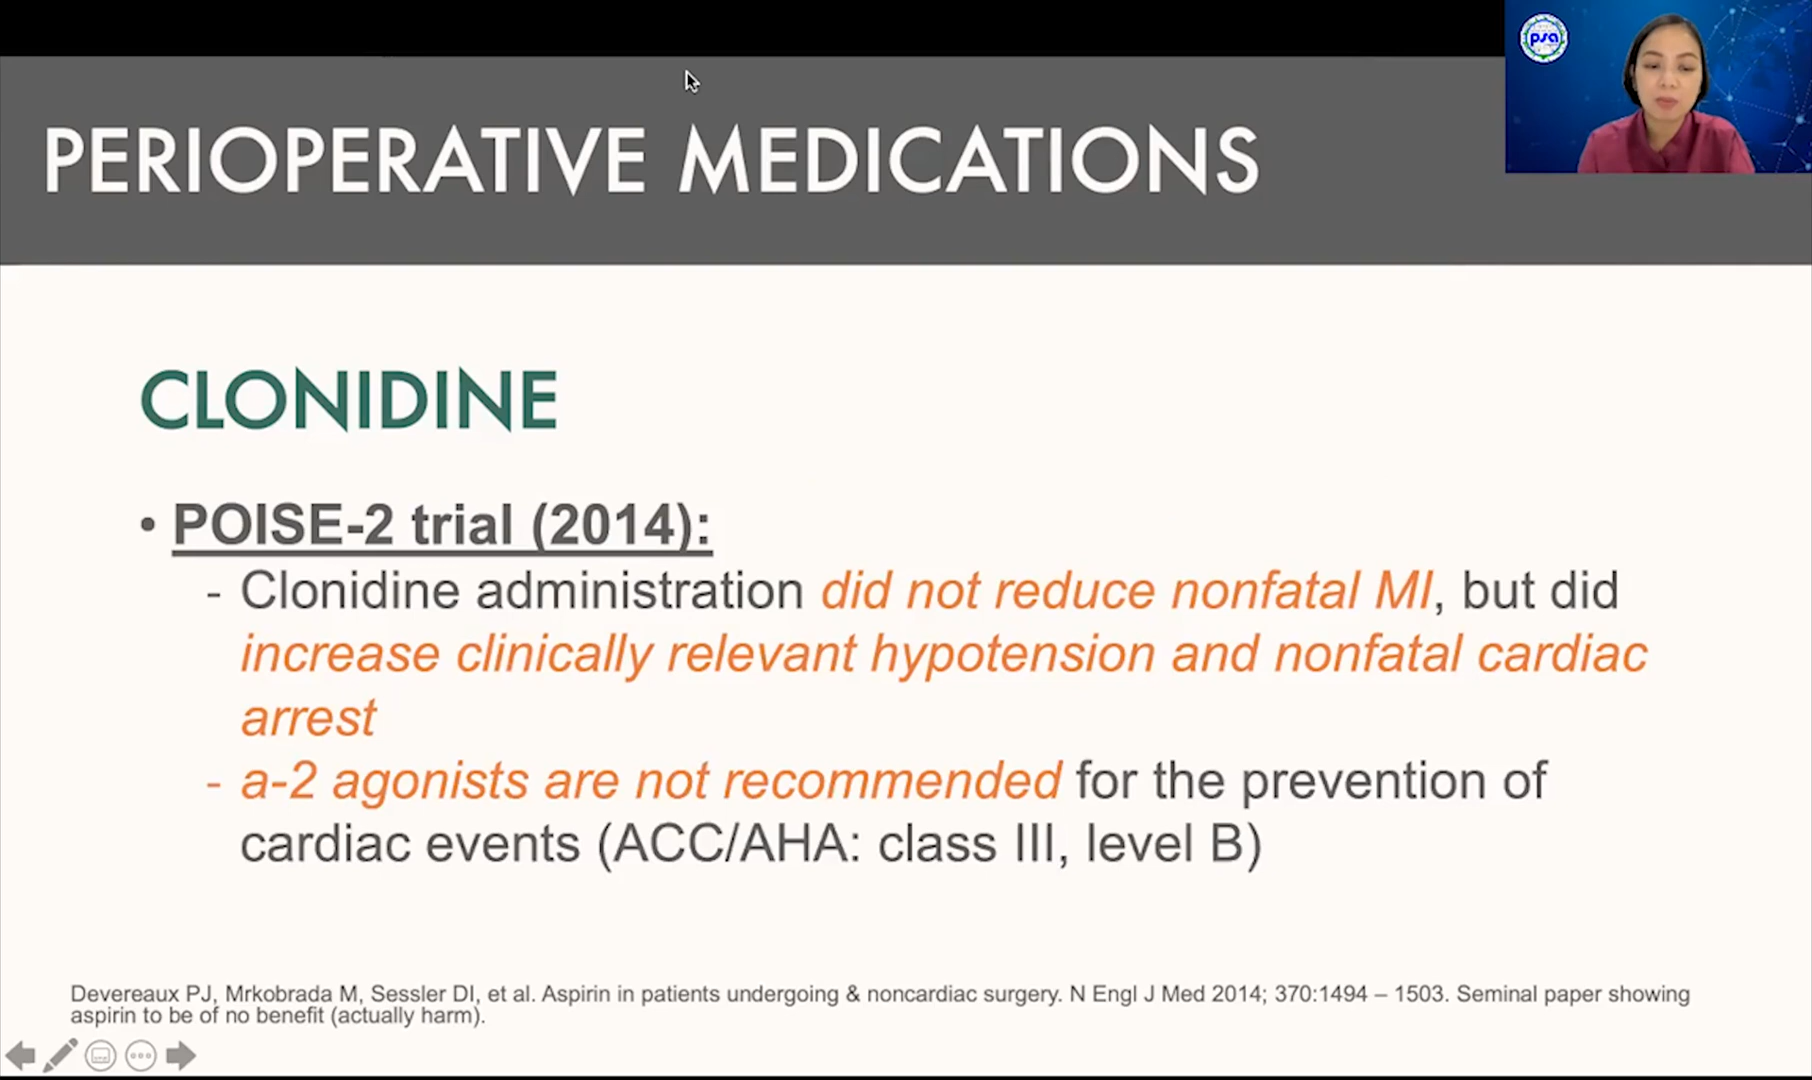 psa
PERIOPERATIVE MEDICATIONS
CLONIDINE
• POISE-2 trial (2014):
- Clonidine administration did not reduce nonfatal MI, but did
increase clinically relevant hypotension and nonfatal cardiac
arrest
- a-2 agonists are not recommended for the prevention of
cardiac events (ACC/AHA: class III, level B)
Devereaux PJ, Mrkobrada M, Sessler DI, et al. Aspirin in patients undergoing & noncardiac surgery. N Engl J Med 2014; 370:1494 – 1503. Seminal paper showing
aspirin to be of no benefit (actually harm).